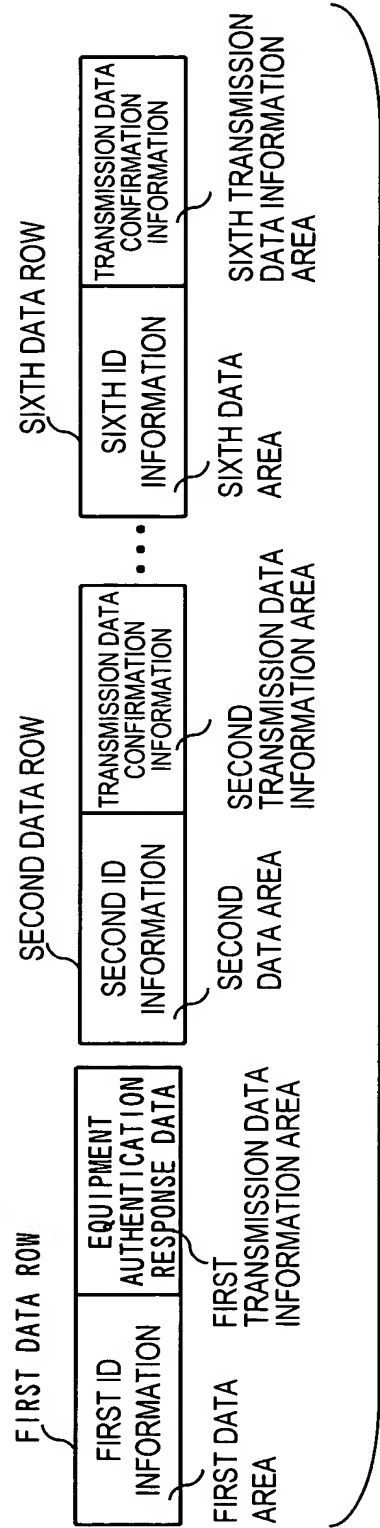 FIRST DATA ROW
FIRST ID
INFORMATION
EQUIPMENT
AUTHENTICATION
RESPONSE DATA
FIRST DATA
AREA
FIRST
TRANSMISSION DATA
INFORMATION AREA
SECOND DATA ROW
SECOND ID
INFORMATION
TRANSMISSION DATA
CONFIRMATION
INFORMATION
SECOND
DATA AREA
SECOND
TRANSMISSION DATA
INFORMATION AREA
...
SIXTH DATA ROW
SIXTH ID
INFORMATION
TRANSMISSION DATA
CONFIRMATION
INFORMATION
SIXTH DATA
AREA
SIXTH TRANSMISSION
DATA INFORMATION
AREA